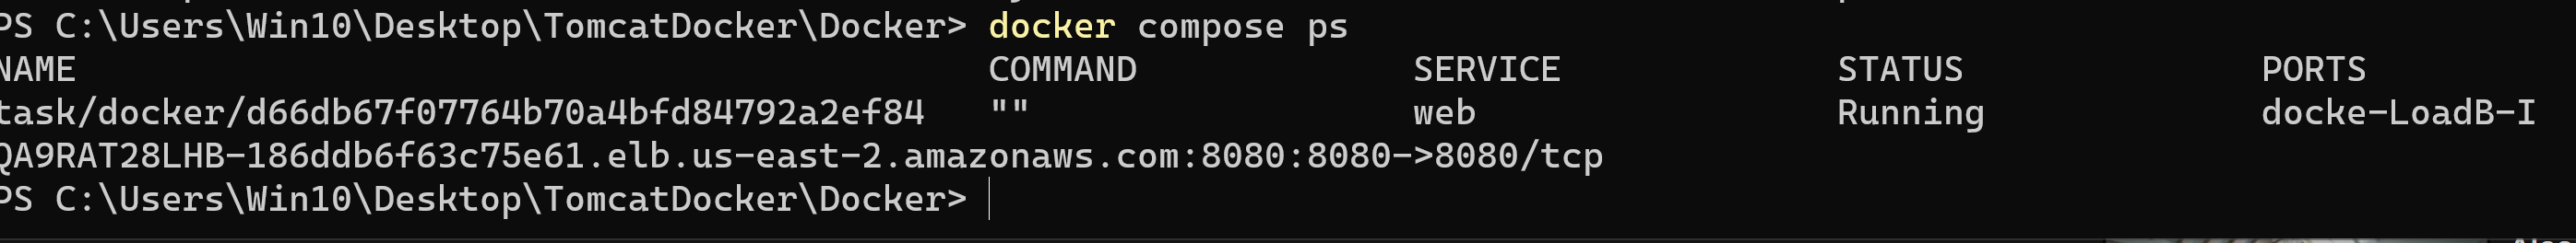 PS C:\Users\Win10\Desktop\TomcatDocker\Docker> docker compose ps
NAME COMMAND SERVICE STATUS PORTS
task/docker/d66db67f07764b70a4bfd84792a2ef84 "" web Running docke-LoadB-I
QA9RAT28LHB-186ddb6f63c75e61.elb.us-east-2.amazonaws.com:8080:8080->8080/tcp
PS C:\Users\Win10\Desktop\TomcatDocker\Docker>